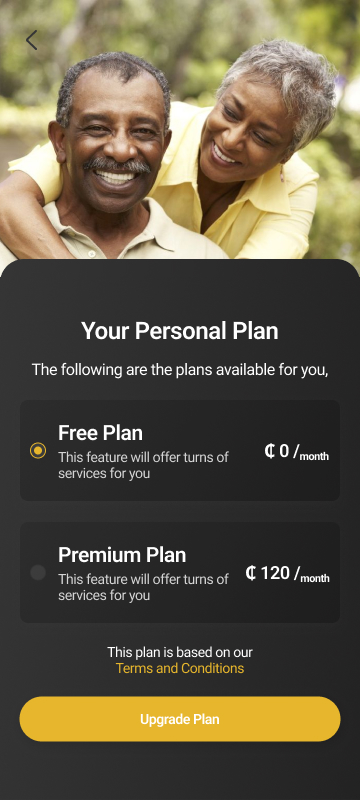 Your Personal Plan
The following are the plans available for you,
Free Plan
This feature will offer turns of
services for you
₵ 0 /month
Premium Plan
This feature will offer turns of
services for you
₵ 120 /month
This plan is based on our
Terms and Conditions
Upgrade Plan